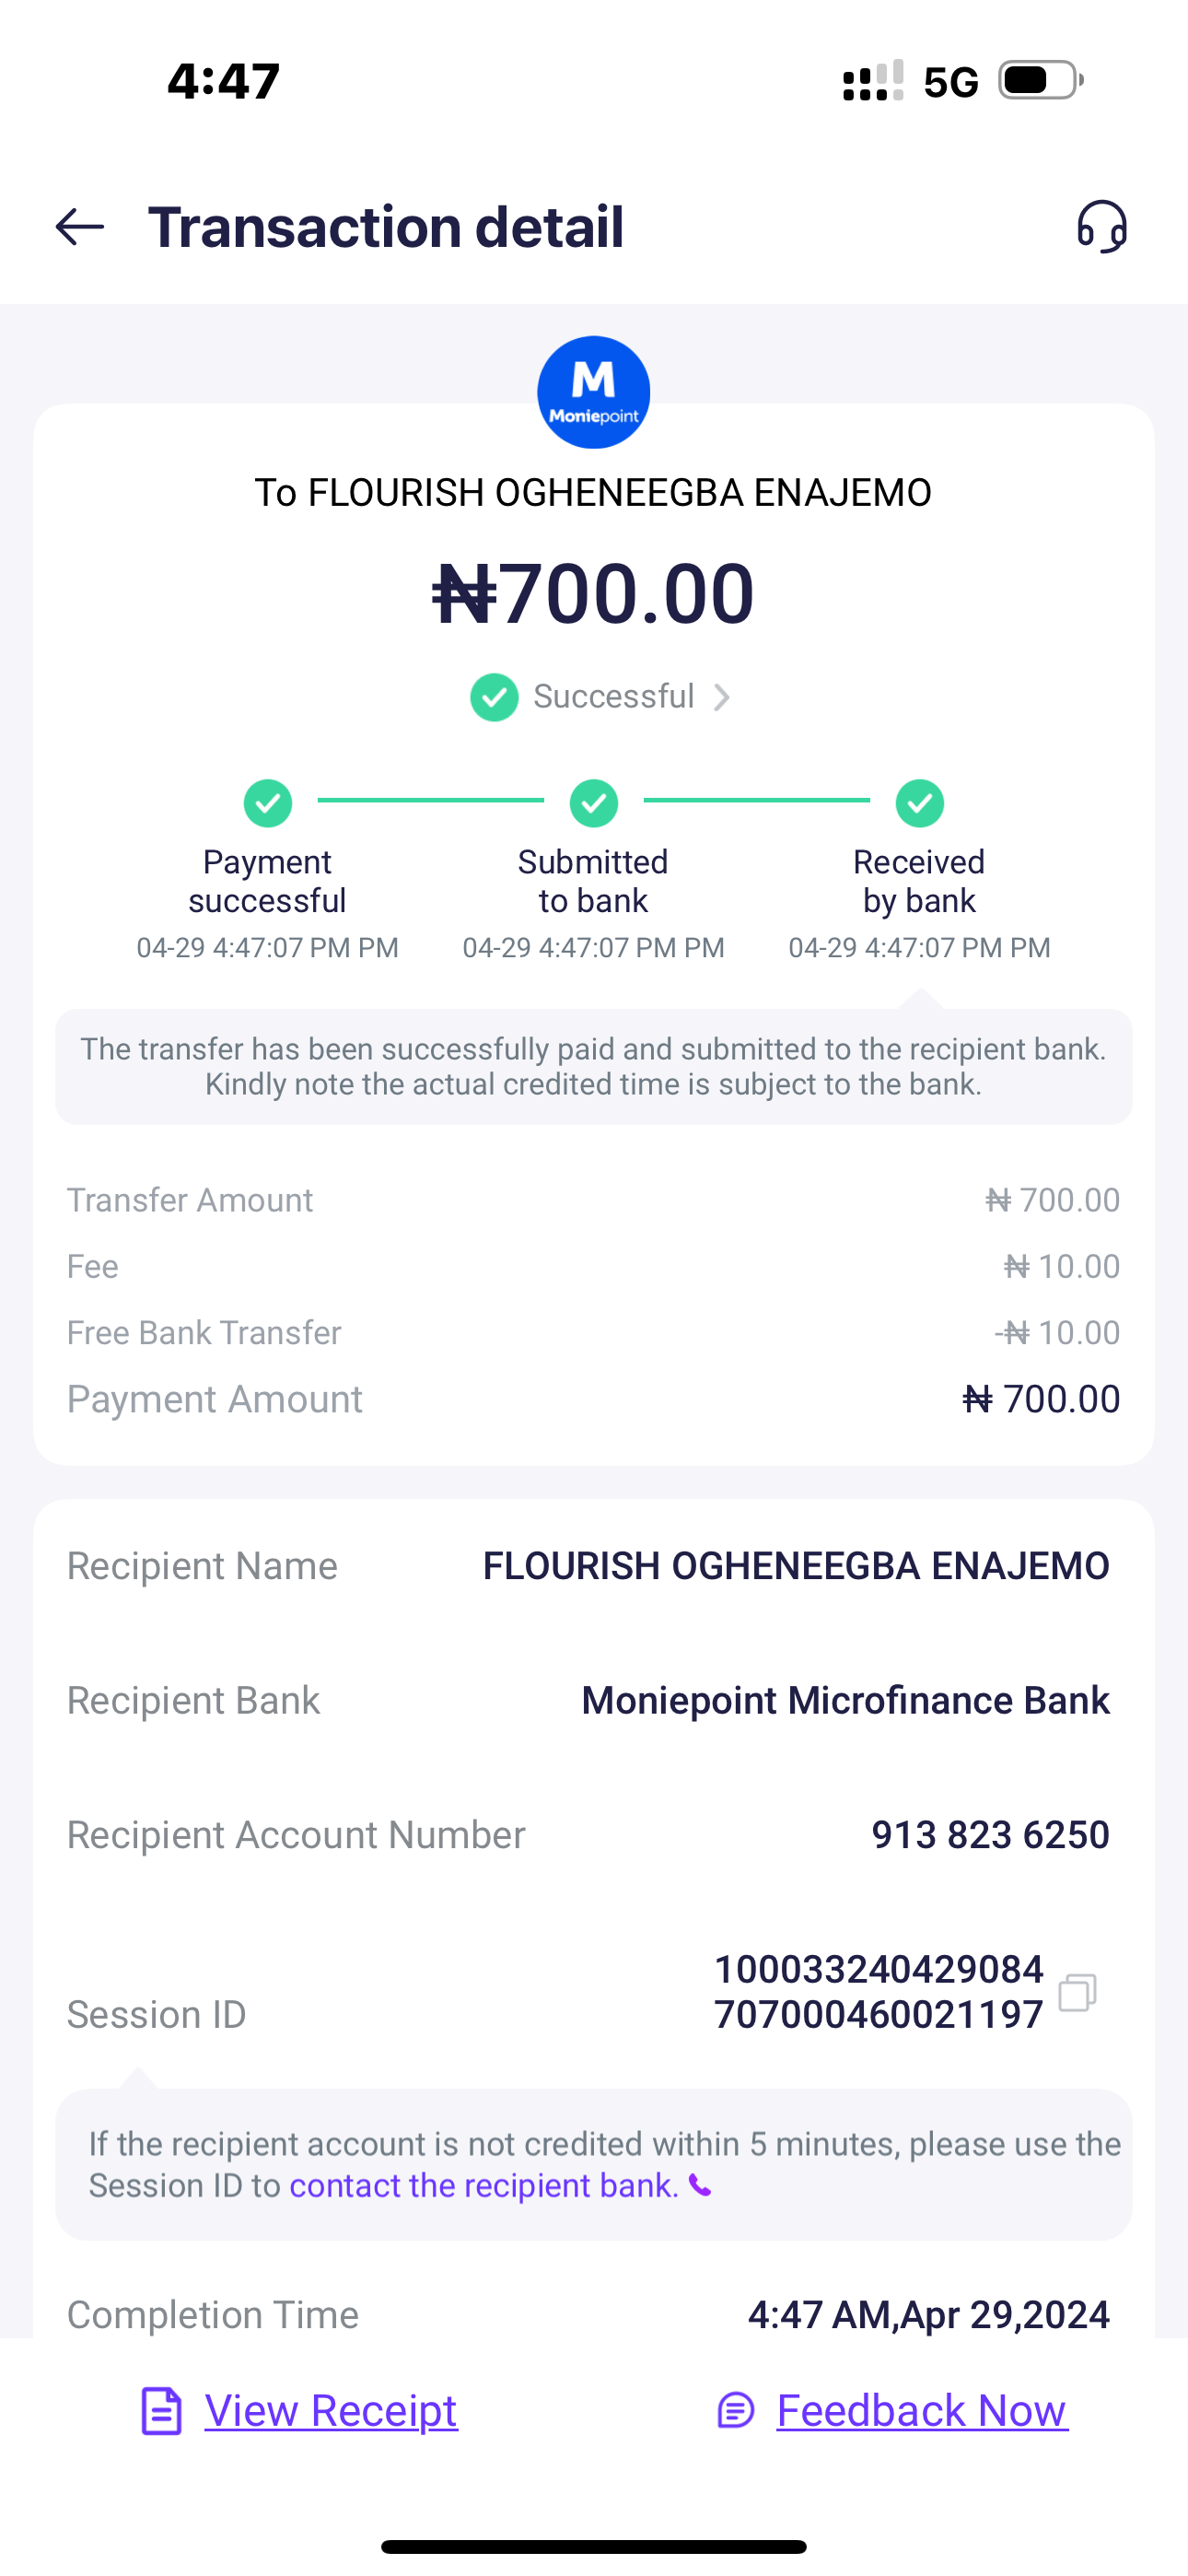 4:47
5G
Transaction detail
M
Moniepoint
To FLOURISH OGHENEEGBA ENAJEMO
₦700.00
Successful
Payment successful
Submitted to bank
Received by bank
04-29 4:47:07 PM PM
04-29 4:47:07 PM PM
04-29 4:47:07 PM PM
The transfer has been successfully paid and submitted to the recipient bank.
Kindly note the actual credited time is subject to the bank.
Transfer Amount ₦ 700.00
Fee ₦ 10.00
Free Bank Transfer -₦ 10.00
Payment Amount ₦ 700.00
Recipient Name FLOURISH OGHENEEGBA ENAJEMO
Recipient Bank Moniepoint Microfinance Bank
Recipient Account Number 913 823 6250
Session ID 100033240429084
707000460021197
If the recipient account is not credited within 5 minutes, please use the
Session ID to contact the recipient bank.
Completion Time 4:47 AM,Apr 29,2024
View Receipt
Feedback Now